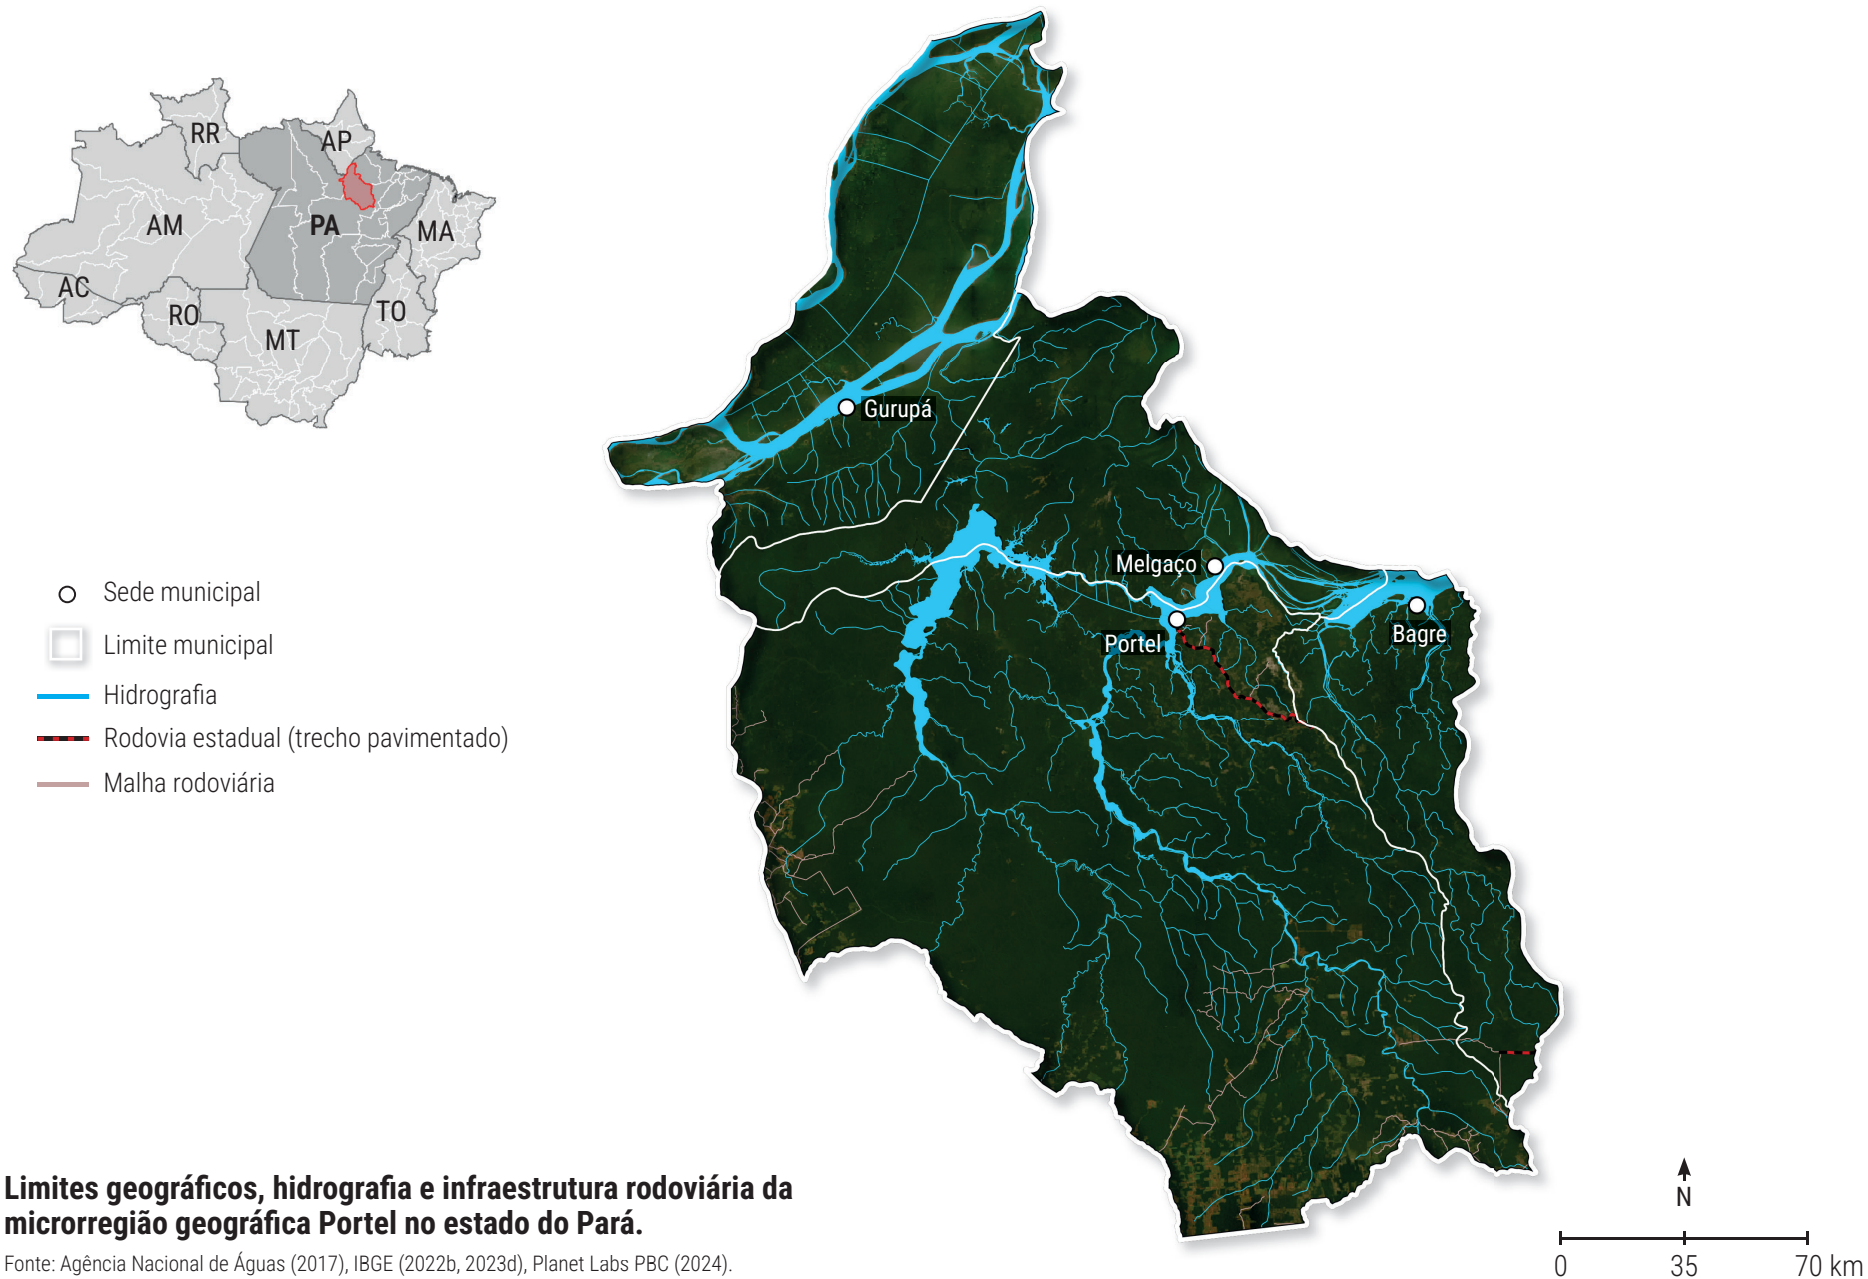 RR
AP
AM
PA
MA
AC
RO
MT
TO
Gurupá
Melgaço
Portel
Bagre
Sede municipal
Limite municipal
Hidrografia
Rodovia estadual (trecho pavimentado)
Malha rodoviária
Limites geográficos, hidrografia e infraestrutura rodoviária da
microrregião geográfica Portel no estado do Pará.
Fonte: Agência Nacional de Águas (2017), IBGE (2022b, 2023d), Planet Labs PBC (2024).
N
0 35 70 km